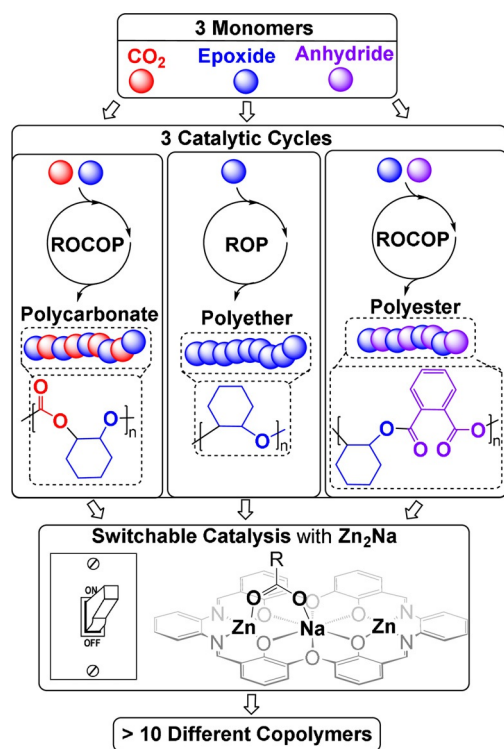 3 Monomers
CO2 Epoxide Anhydride
3 Catalytic Cycles
ROCOP ROP ROCOP
Polycarbonate Polyether Polyester
O
O O n
O n
O O O O n
Switchable Catalysis with Zn2Na
ON
OFF
R
O O
Zn Na Zn
N O O N
N O O O O N
> 10 Different Copolymers